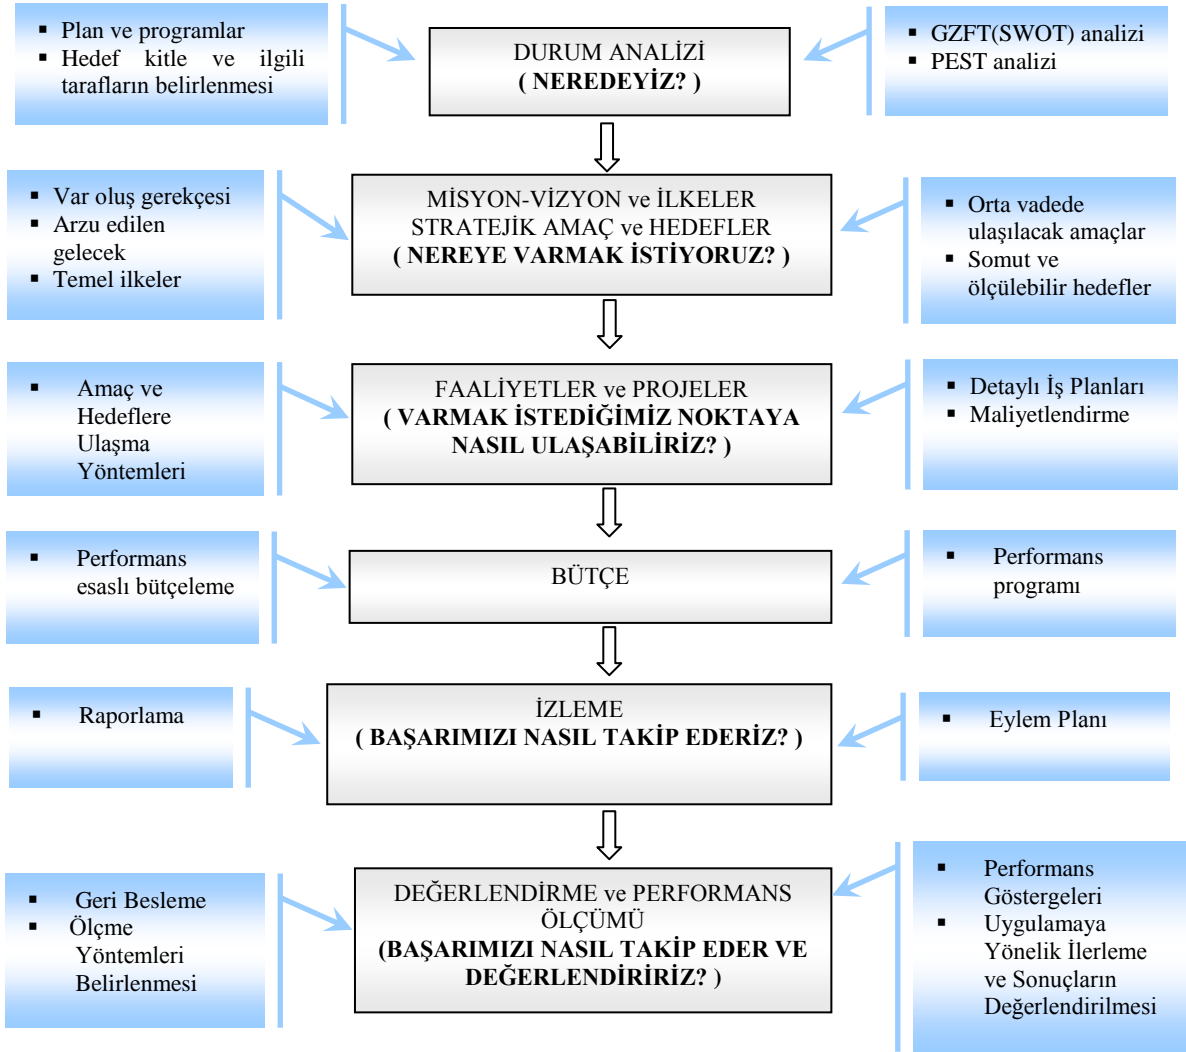 ▪ Plan ve programlar
▪ Hedef kitle ve ilgili
tarafların belirlenmesi
DURUM ANALİZİ
( NEREDEYİZ? )
▪ GZFT(SWOT) analizi
▪ PEST analizi
▪ Var oluş gerekçesi
▪ Arzu edilen
gelecek
▪ Temel ilkeler
MİSYON-VİZYON ve İLKELER
STRATEJİK AMAÇ ve HEDEFLER
( NEREYE VARMAK İSTİYORUZ? )
▪ Orta vadede
ulaşılacak amaçlar
▪ Somut ve
ölçülebilir hedefler
▪ Amaç ve
Hedeflere
Ulaşma
Yöntemleri
FAALİYETLER ve PROJELER
( VARMAK İSTEDİĞİMİZ NOKTAYA
NASIL ULAŞABİLİRİZ? )
▪ Detaylı İş Planları
▪ Maliyetlendirme
▪ Performans
esaslı bütçeleme
BÜTÇE
▪ Performans
programı
▪ Raporlama
İZLEME
( BAŞARIMIZI NASIL TAKİP EDERİZ? )
▪ Eylem Planı
▪ Geri Besleme
▪ Ölçme
Yöntemleri
Belirlenmesi
DEĞERLENDİRME ve PERFORMANS
ÖLÇÜMÜ
(BAŞARIMIZI NASIL TAKİP EDER VE
DEĞERLENDİRİRİZ? )
▪ Performans
Göstergeleri
▪ Uygulamaya
Yönelik İlerleme
ve Sonuçların
Değerlendirilmesi